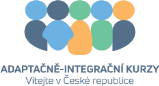 ADAPTAČNĚ-INTEGRAČNÍ KURZY
Vítejte v České republice